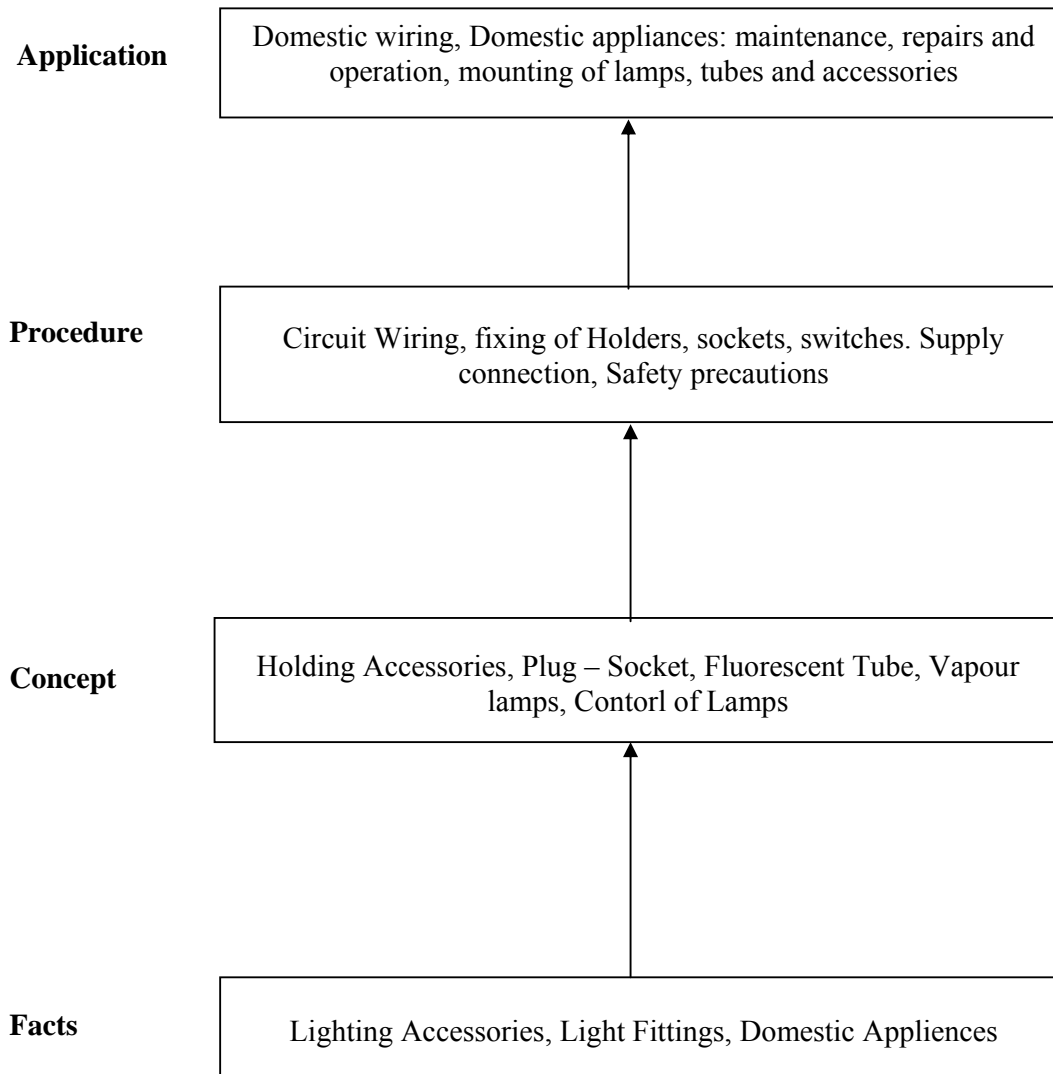 Application
Domestic wiring, Domestic appliances: maintenance, repairs and
operation, mounting of lamps, tubes and accessories
Procedure
Circuit Wiring, fixing of Holders, sockets, switches. Supply
connection, Safety precautions
Concept
Holding Accessories, Plug – Socket, Fluorescent Tube, Vapour
lamps, Contorl of Lamps
Facts
Lighting Accessories, Light Fittings, Domestic Appliences